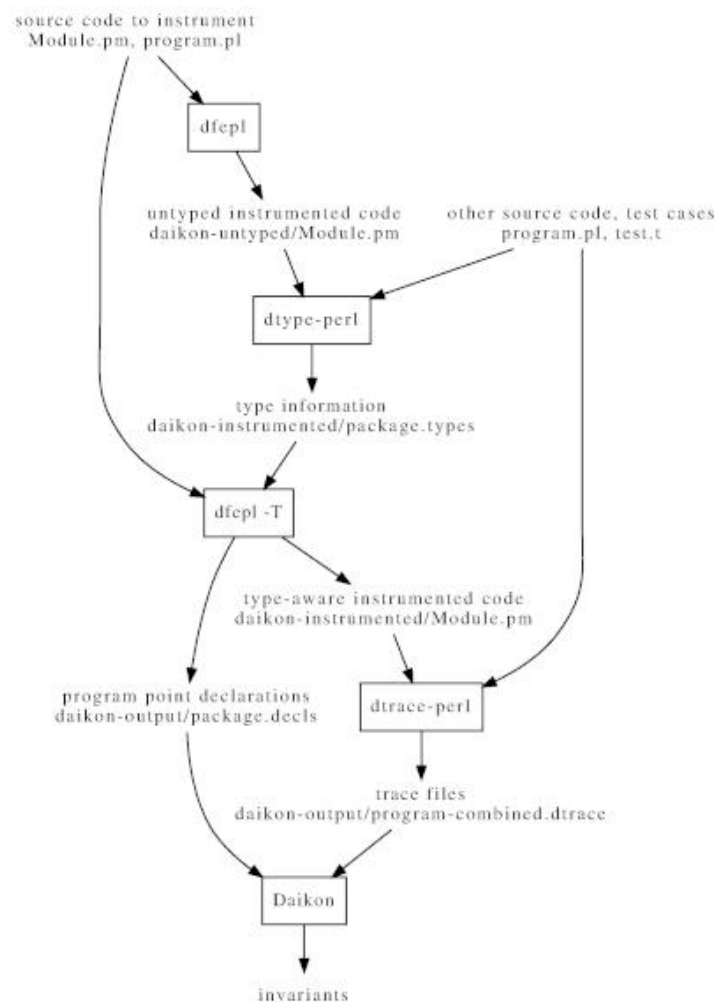 source code to instrument
Module.pm, program.pl
dfepl
untyped instrumented code
daikon-untyped/Module.pm
other source code, test cases
program.pl, test.t
dtype-perl
type information
daikon-instrumented/package.types
dfepl -T
type-aware instrumented code
daikon-instrumented/Module.pm
program point declarations
daikon-output/package.decls
dtrace-perl
trace files
daikon-output/program-combined.dtrace
Daikon
invariants